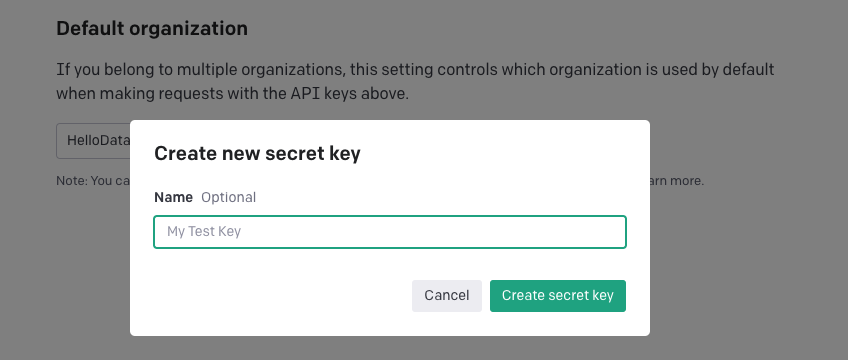 Default organization
If you belong to multiple organizations, this setting controls which organization is used by default
when making requests with the API keys above.
HelloData
Create new secret key
Name Optional
My Test Key
Note: You ca
arn more.
Cancel Create secret key